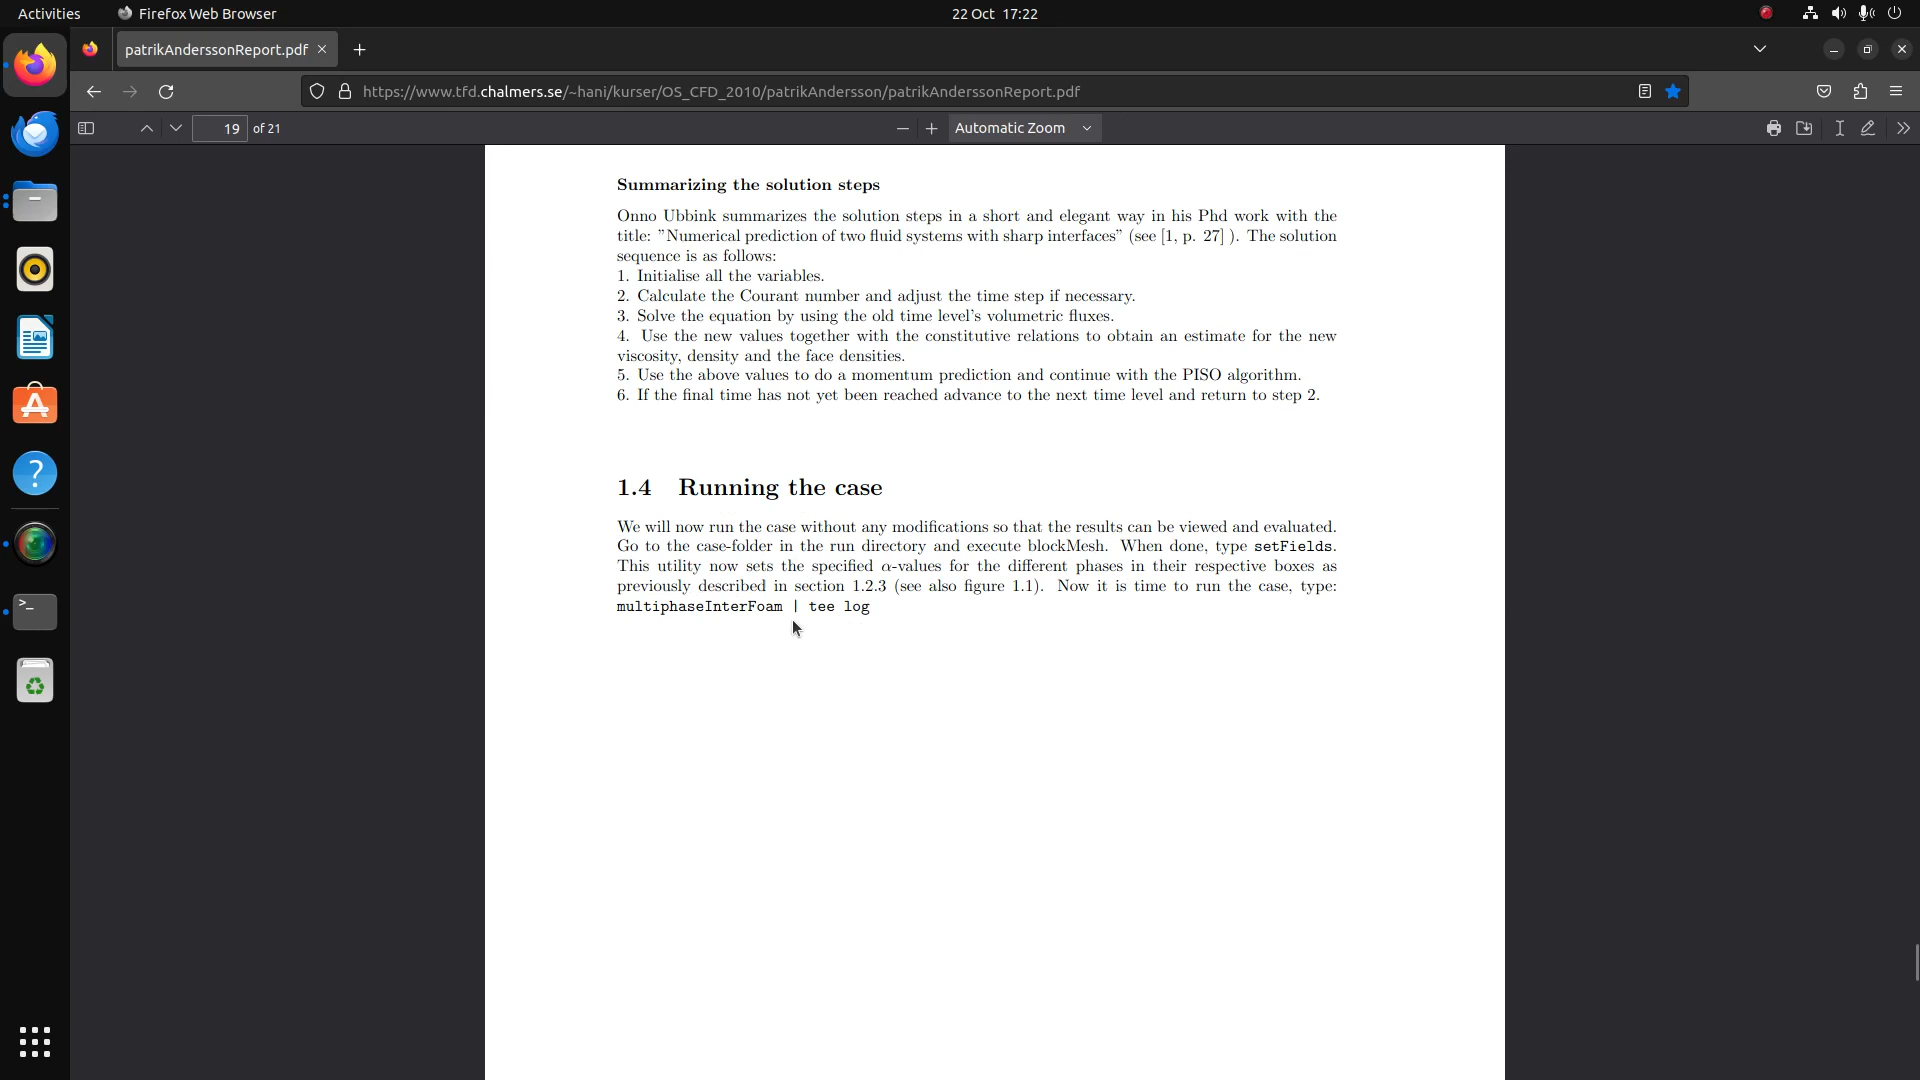 Activities
Firefox Web Browser
22 Oct 17:22
patrikAnderssonReport.pdf
https://www.tfd.chalmers.se/~hani/kurser/OS_CFD_2010/patrikAndersson/patrikAnderssonReport.pdf
19 of 21
Automatic Zoom
Summarizing the solution steps
Onno Ubbink summarizes the solution steps in a short and elegant way in his Phd work with the
title: ”Numerical prediction of two fluid systems with sharp interfaces” (see [1, p. 27] ). The solution
sequence is as follows:
1. Initialise all the variables.
2. Calculate the Courant number and adjust the time step if necessary.
3. Solve the equation by using the old time level’s volumetric fluxes.
4. Use the new values together with the constitutive relations to obtain an estimate for the new
viscosity, density and the face densities.
5. Use the above values to do a momentum prediction and continue with the PISO algorithm.
6. If the final time has not yet been reached advance to the next time level and return to step 2.
1.4 Running the case
We will now run the case without any modifications so that the results can be viewed and evaluated.
Go to the case-folder in the run directory and execute blockMesh. When done, type setFields.
This utility now sets the specified α-values for the different phases in their respective boxes as
previously described in section 1.2.3 (see also figure 1.1). Now it is time to run the case, type:
multiphaseInterFoam | tee log